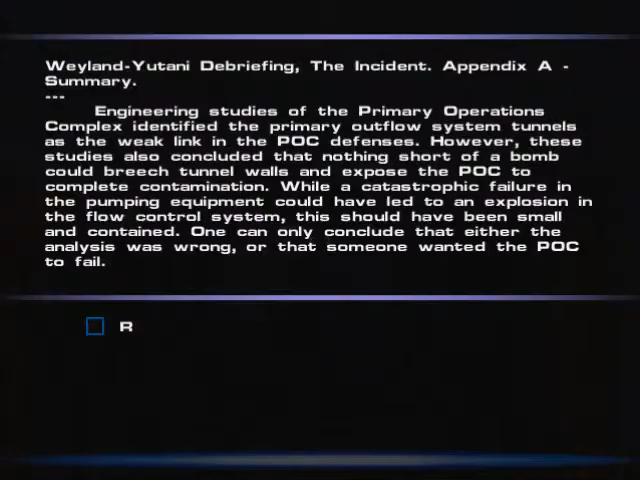 Weyland-Yutani Debriefing, The Incident. Appendix A -
Summary.
---
Engineering studies of the Primary Operations
Complex identified the primary outflow system tunnels
as the weak link in the POC defenses. However, these
studies also concluded that nothing short of a bomb
could breech tunnel walls and expose the POC to
complete contamination. While a catastrophic failure in
the pumping equipment could have led to an explosion in
the flow control system, this should have been small
and contained. One can only conclude that either the
analysis was wrong, or that someone wanted the POC
to fail.
R